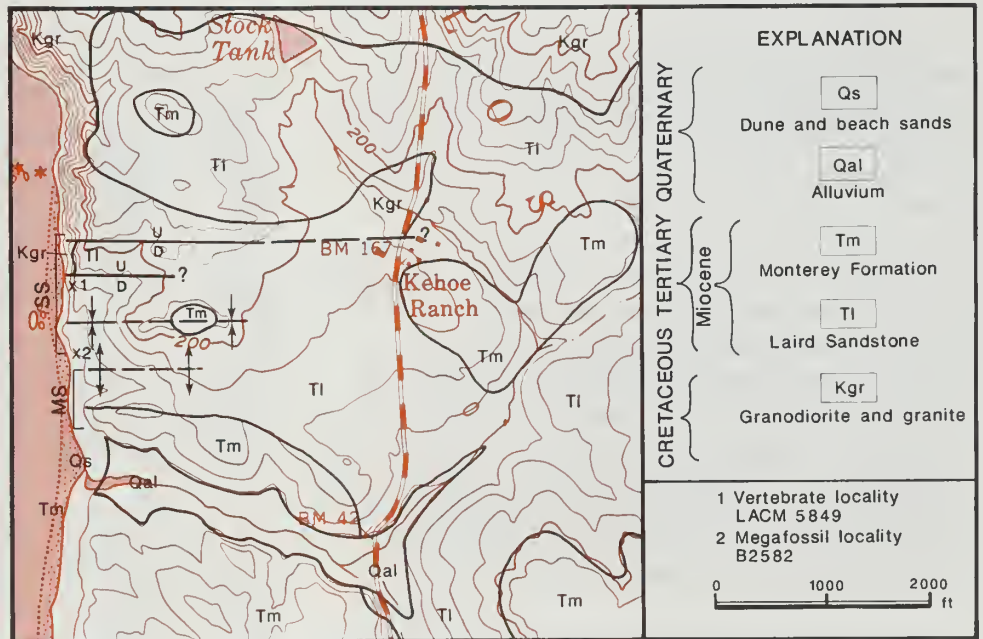 Kgr
Stock
Tank
Kgr
Tm
Tl
200
Tl
Kgr
U
D
?
BM 167
Tm
Kgr
Tl
U
D
?
x1
SS
Kehoe
Ranch
Tm
200
Tm
x2
MS
Tl
Tl
Tm
Qs
Qal
Tm
BM 42
Qal
Tm
Tl
Tm
EXPLANATION
QUATERNARY
Qs
Dune and beach sands
Qal
Alluvium
TERTIARY
Miocene
Tm
Monterey Formation
Tl
Laird Sandstone
CRETACEOUS
Kgr
Granodiorite and granite
1 Vertebrate locality
LACM 5849
2 Megafossil locality
B2582
0 1000 2000
ft